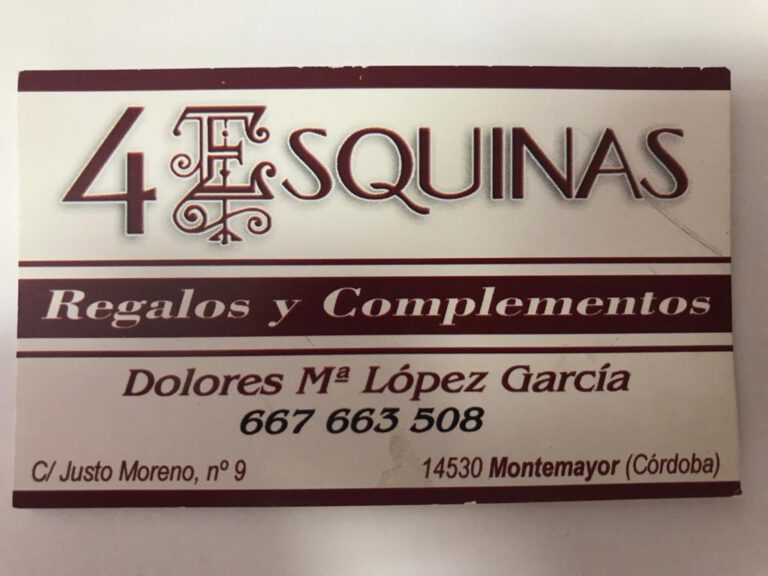 4 ESQUINAS
Regalos y Complementos
Dolores Mª López García
667 663 508
C/ Justo Moreno, nº 9 14530 Montemayor (Córdoba)